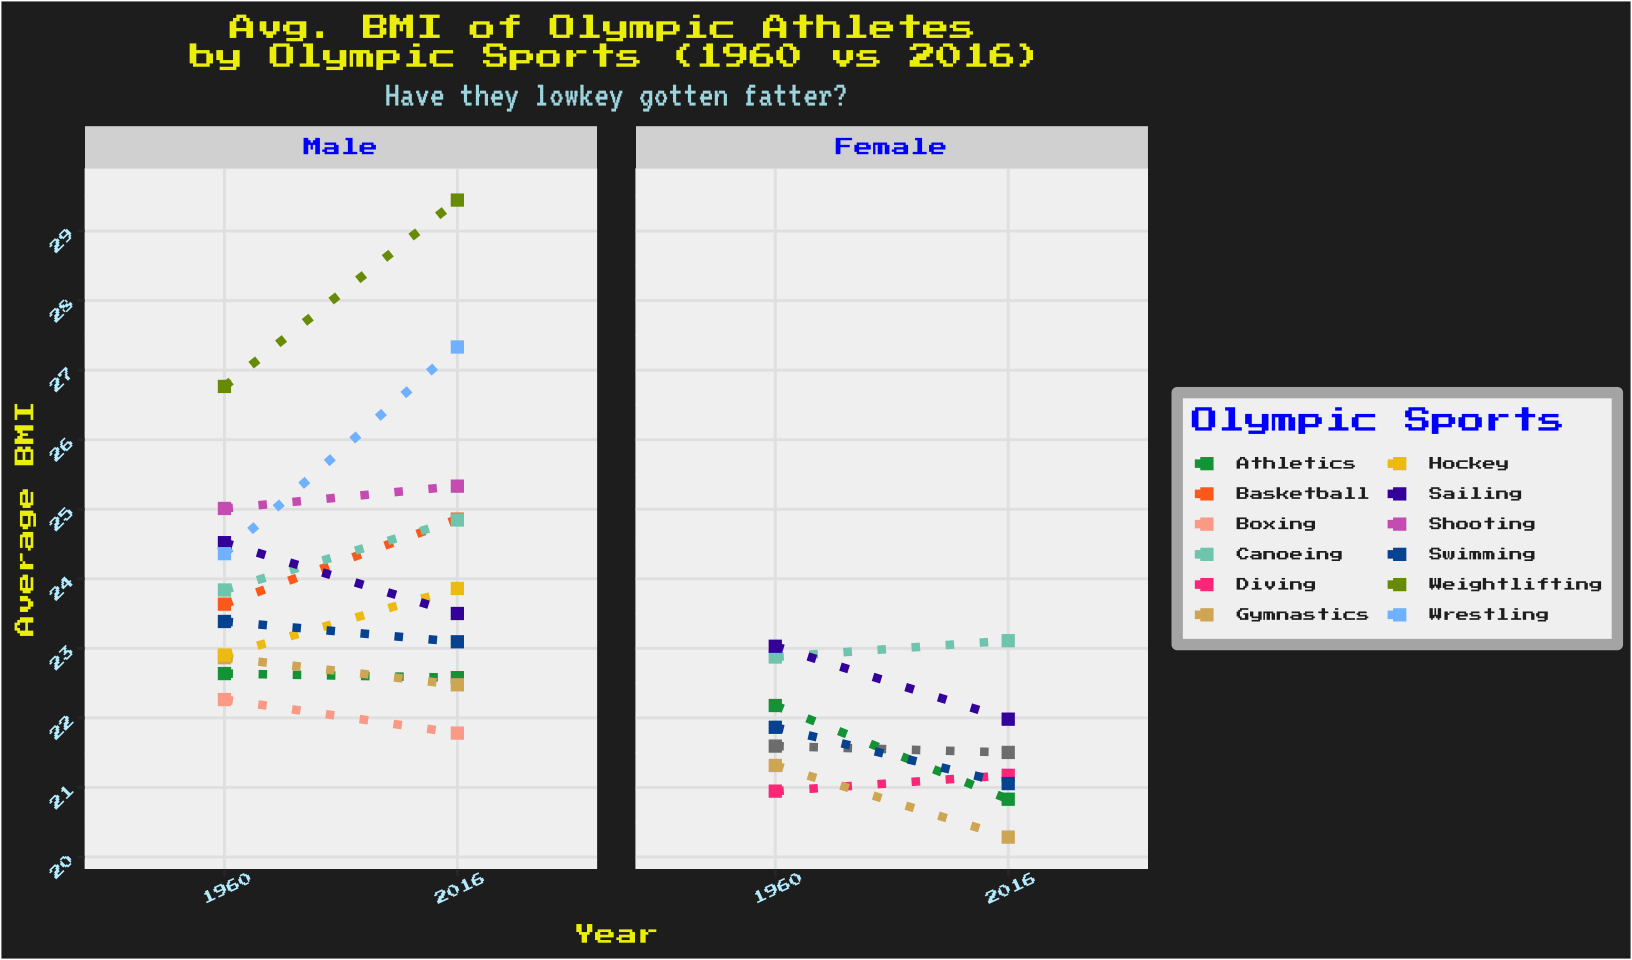 Avg. BMI of Olympic Athletes
by Olympic Sports (1960 vs 2016)
Have they lowkey gotten fatter?
Male
Female
Average BMI
29
28
27
26
25
24
23
22
21
20
1960
2016
1960
2016
Year
Olympic Sports
Athletics
Basketball
Boxing
Canoeing
Diving
Gymnastics
Hockey
Sailing
Shooting
Swimming
Weightlifting
Wrestling